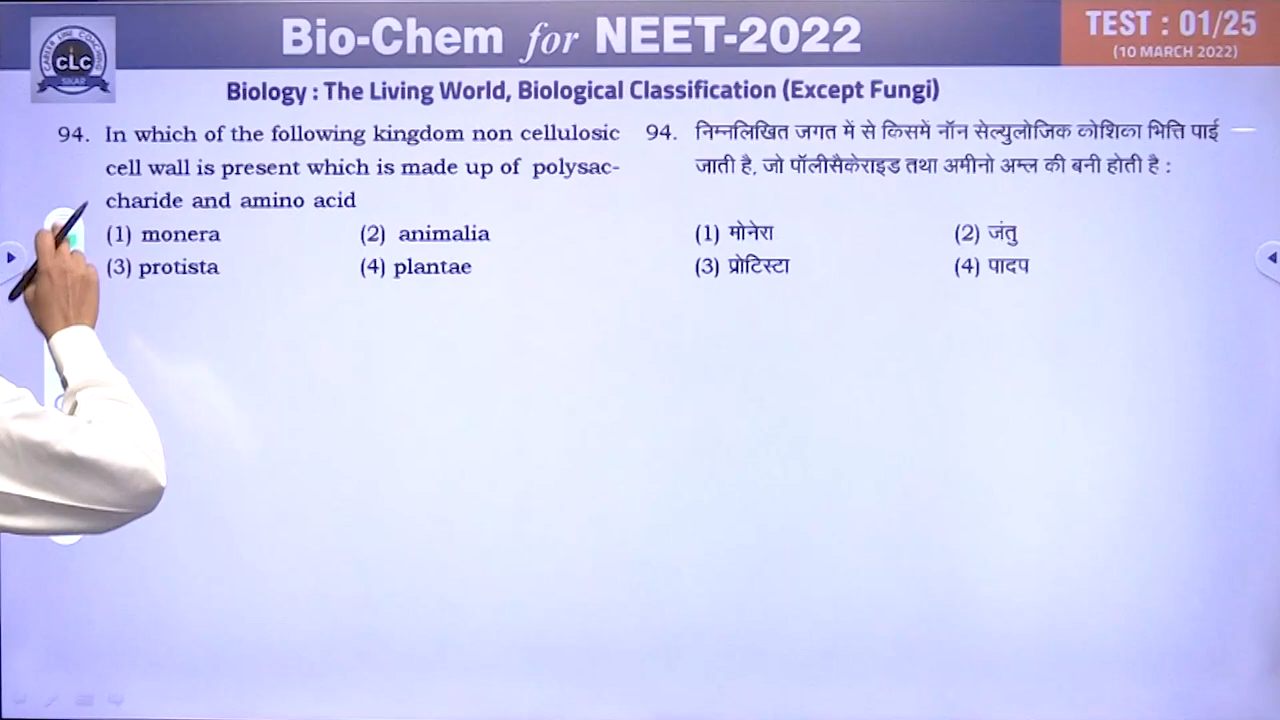 Bio-Chem for NEET-2022
TEST : 01/25
(10 MARCH 2022)
CAREER LINE COACHING
CLC
SIKAR
Biology : The Living World, Biological Classification (Except Fungi)
94. In which of the following kingdom non cellulosic
cell wall is present which is made up of polysac-
charide and amino acid
(1) monera (2) animalia
(3) protista (4) plantae
94. निम्नलिखित जगत में से किसमें नॉन सेल्युलोजिक कोशिका भित्ति पाई
जाती है, जो पॉलीसैकेराइड तथा अमीनो अम्ल की बनी होती है :
(1) मोनेरा (2) जंतु
(3) प्रोटिस्टा (4) पादप